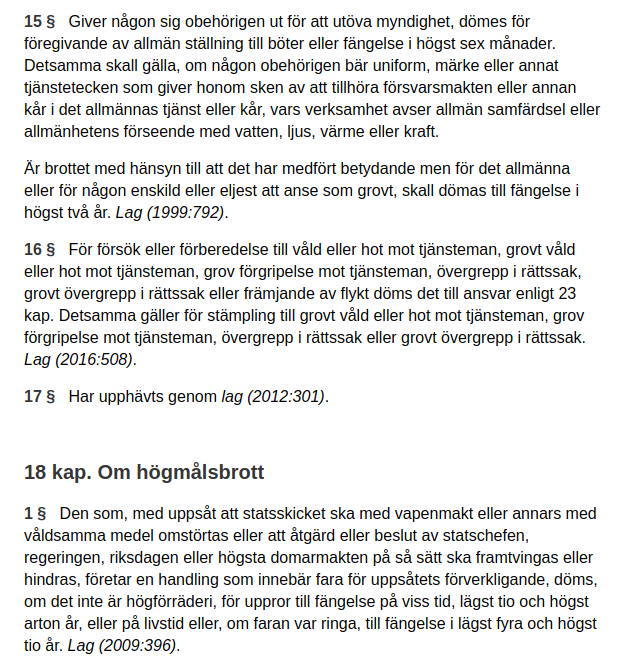 15 §   Giver någon sig obehörigen ut för att utöva myndighet, dömes för
föregivande av allmän ställning till böter eller fängelse i högst sex månader.
Detsamma skall gälla, om någon obehörigen bär uniform, märke eller annat
tjänstetecken som giver honom sken av att tillhöra försvarsmakten eller annan
kår i det allmännas tjänst eller kår, vars verksamhet avser allmän samfärdsel eller
allmänhetens förseende med vatten, ljus, värme eller kraft.
Är brottet med hänsyn till att det har medfört betydande men för det allmänna
eller för någon enskild eller eljest att anse som grovt, skall dömas till fängelse i
högst två år. Lag (1999:792).
16 §   För försök eller förberedelse till våld eller hot mot tjänsteman, grovt våld
eller hot mot tjänsteman, grov förgripelse mot tjänsteman, övergrepp i rättssak,
grovt övergrepp i rättssak eller främjande av flykt döms det till ansvar enligt 23
kap. Detsamma gäller för stämpling till grovt våld eller hot mot tjänsteman, grov
förgripelse mot tjänsteman, övergrepp i rättssak eller grovt övergrepp i rättssak.
Lag (2016:508).
17 §   Har upphävts genom lag (2012:301).
18 kap. Om högmålsbrott
1 §   Den som, med uppsåt att statsskicket ska med vapenmakt eller annars med
våldsamma medel omstörtas eller att åtgärd eller beslut av statschefen,
regeringen, riksdagen eller högsta domarmakten på så sätt ska framtvingas eller
hindras, företar en handling som innebär fara för uppsåtets förverkligande, döms,
om det inte är högförräderi, för uppror till fängelse på viss tid, lägst tio och högst
arton år, eller på livstid eller, om faran var ringa, till fängelse i lägst fyra och högst
tio år. Lag (2009:396).